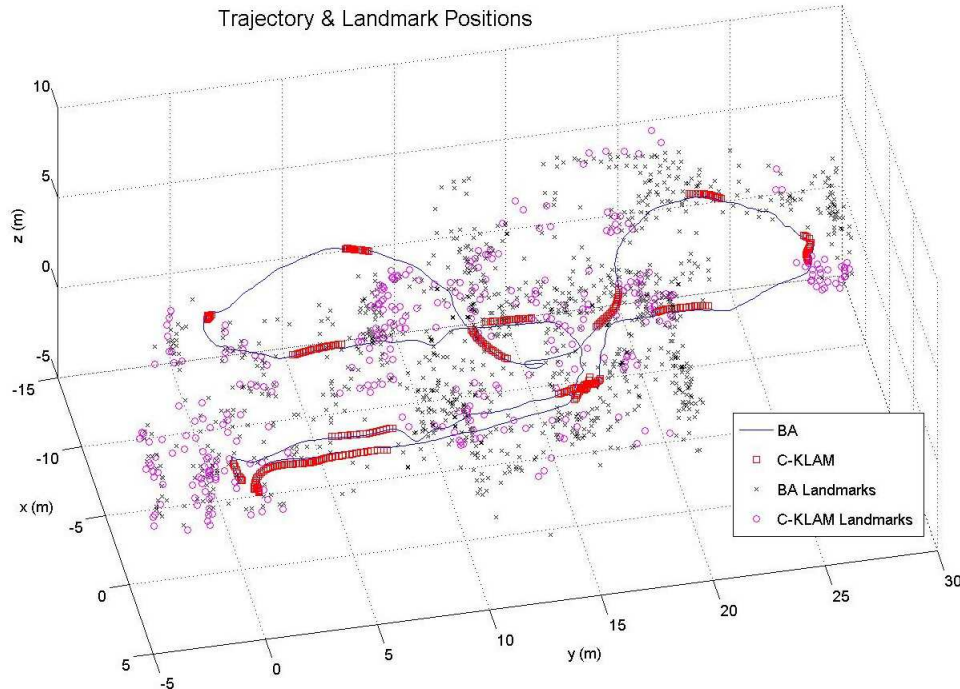 Trajectory & Landmark Positions
10
5
0
-5
z (m)
-15
-10
-5
0
5
x (m)
-5
0
5
10
15
20
25
30
y (m)
BA
C-KLAM
BA Landmarks
C-KLAM Landmarks